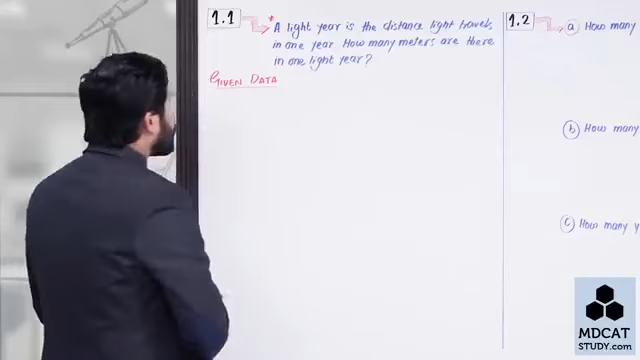 1.1
A light year is the distance light travels
in one year How many meters are there
in one light year?
GIVEN DATA
1.2
a How many
b How many
c How many y
MDCAT
STUDY.com